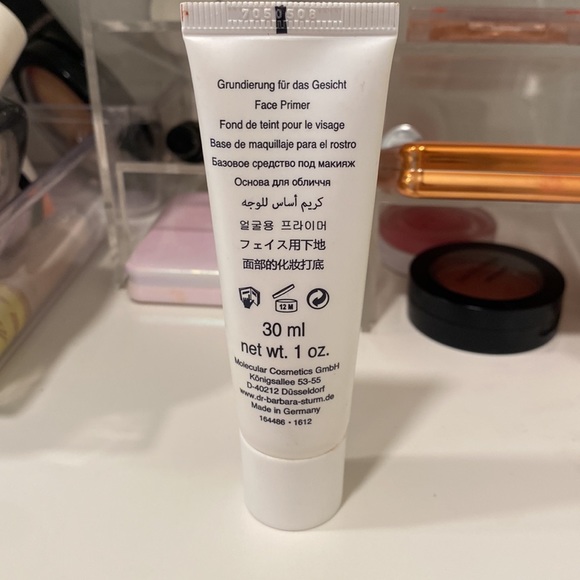 Grundierung für das Gesicht
Face Primer
Fond de teint pour le visage
Base de maquillaje para el rostro
Базовое средство под макияж
Основа для обличчя
كريم أساس للوجه
얼굴용 프라이머
フェイス用下地
面部的化妝打底
12 M
30 ml
net wt. 1 oz.
Molecular Cosmetics GmbH
Königsallee 53-55
D-40212 Düsseldorf
www.dr-barbara-sturm.de
Made in Germany
164486 • 1612